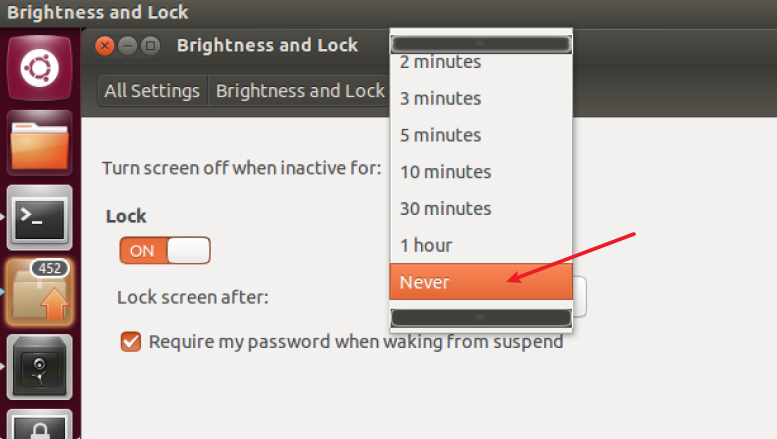 Brightness and Lock
Brightness and Lock
All Settings
Brightness and Lock
2 minutes
3 minutes
5 minutes
Turn screen off when inactive for:
10 minutes
30 minutes
Lock
ON
1 hour
Never
452
Lock screen after:
Require my password when waking from suspend